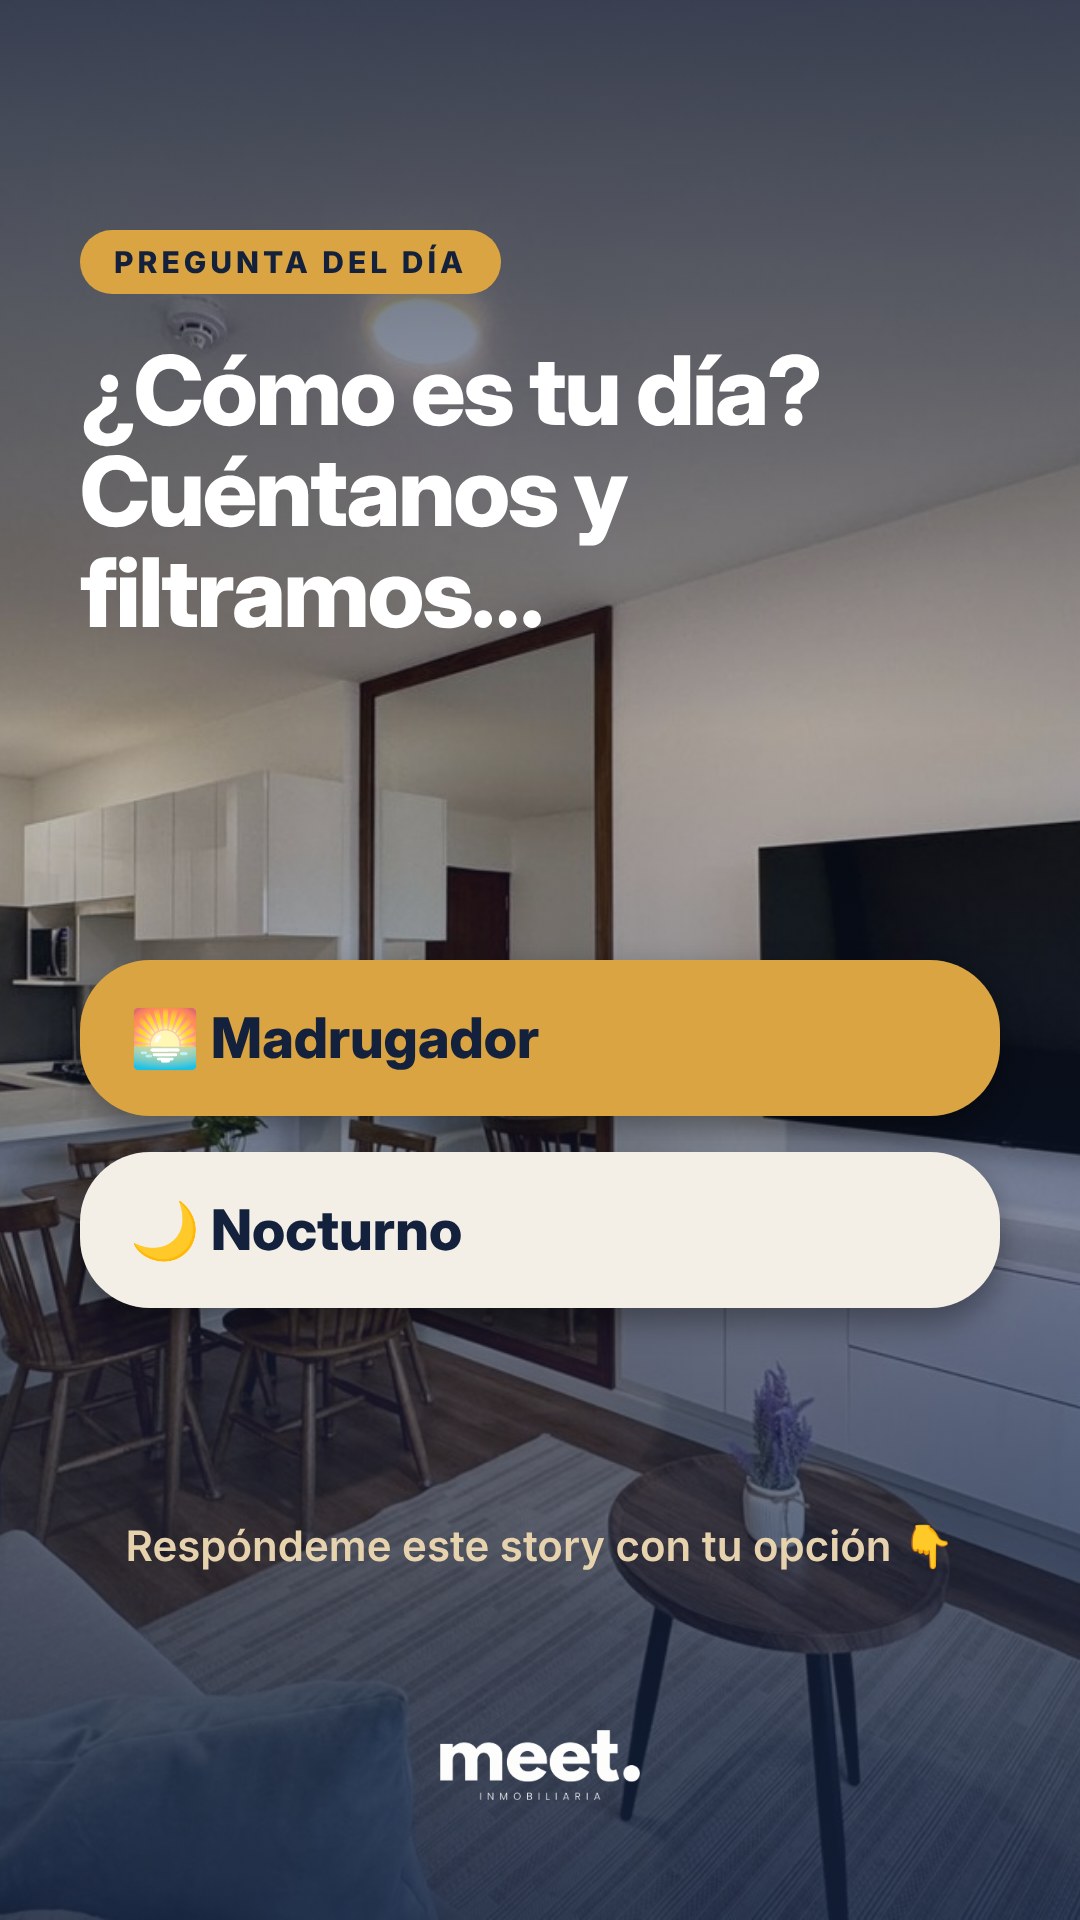 PREGUNTA DEL DÍA
¿Cómo es tu día?
Cuéntanos y
filtramos...
🌅 Madrugador
🌙 Nocturno
Respóndeme este story con tu opción 👇
meet.
INMOBILIARIA